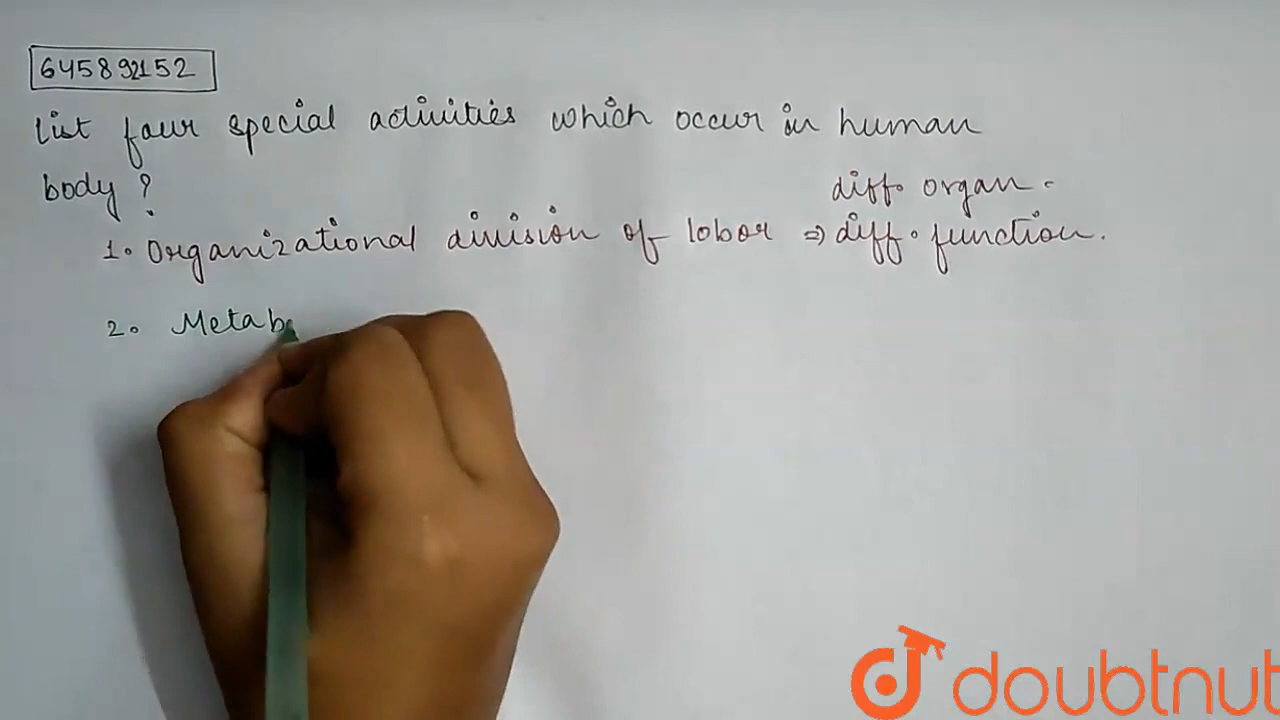 645892152
List four special activities which occur in human
body ?
diff. organ.
1. Organizational division of lobor ⇒ diff. function.
2. Metabo
doubtnut